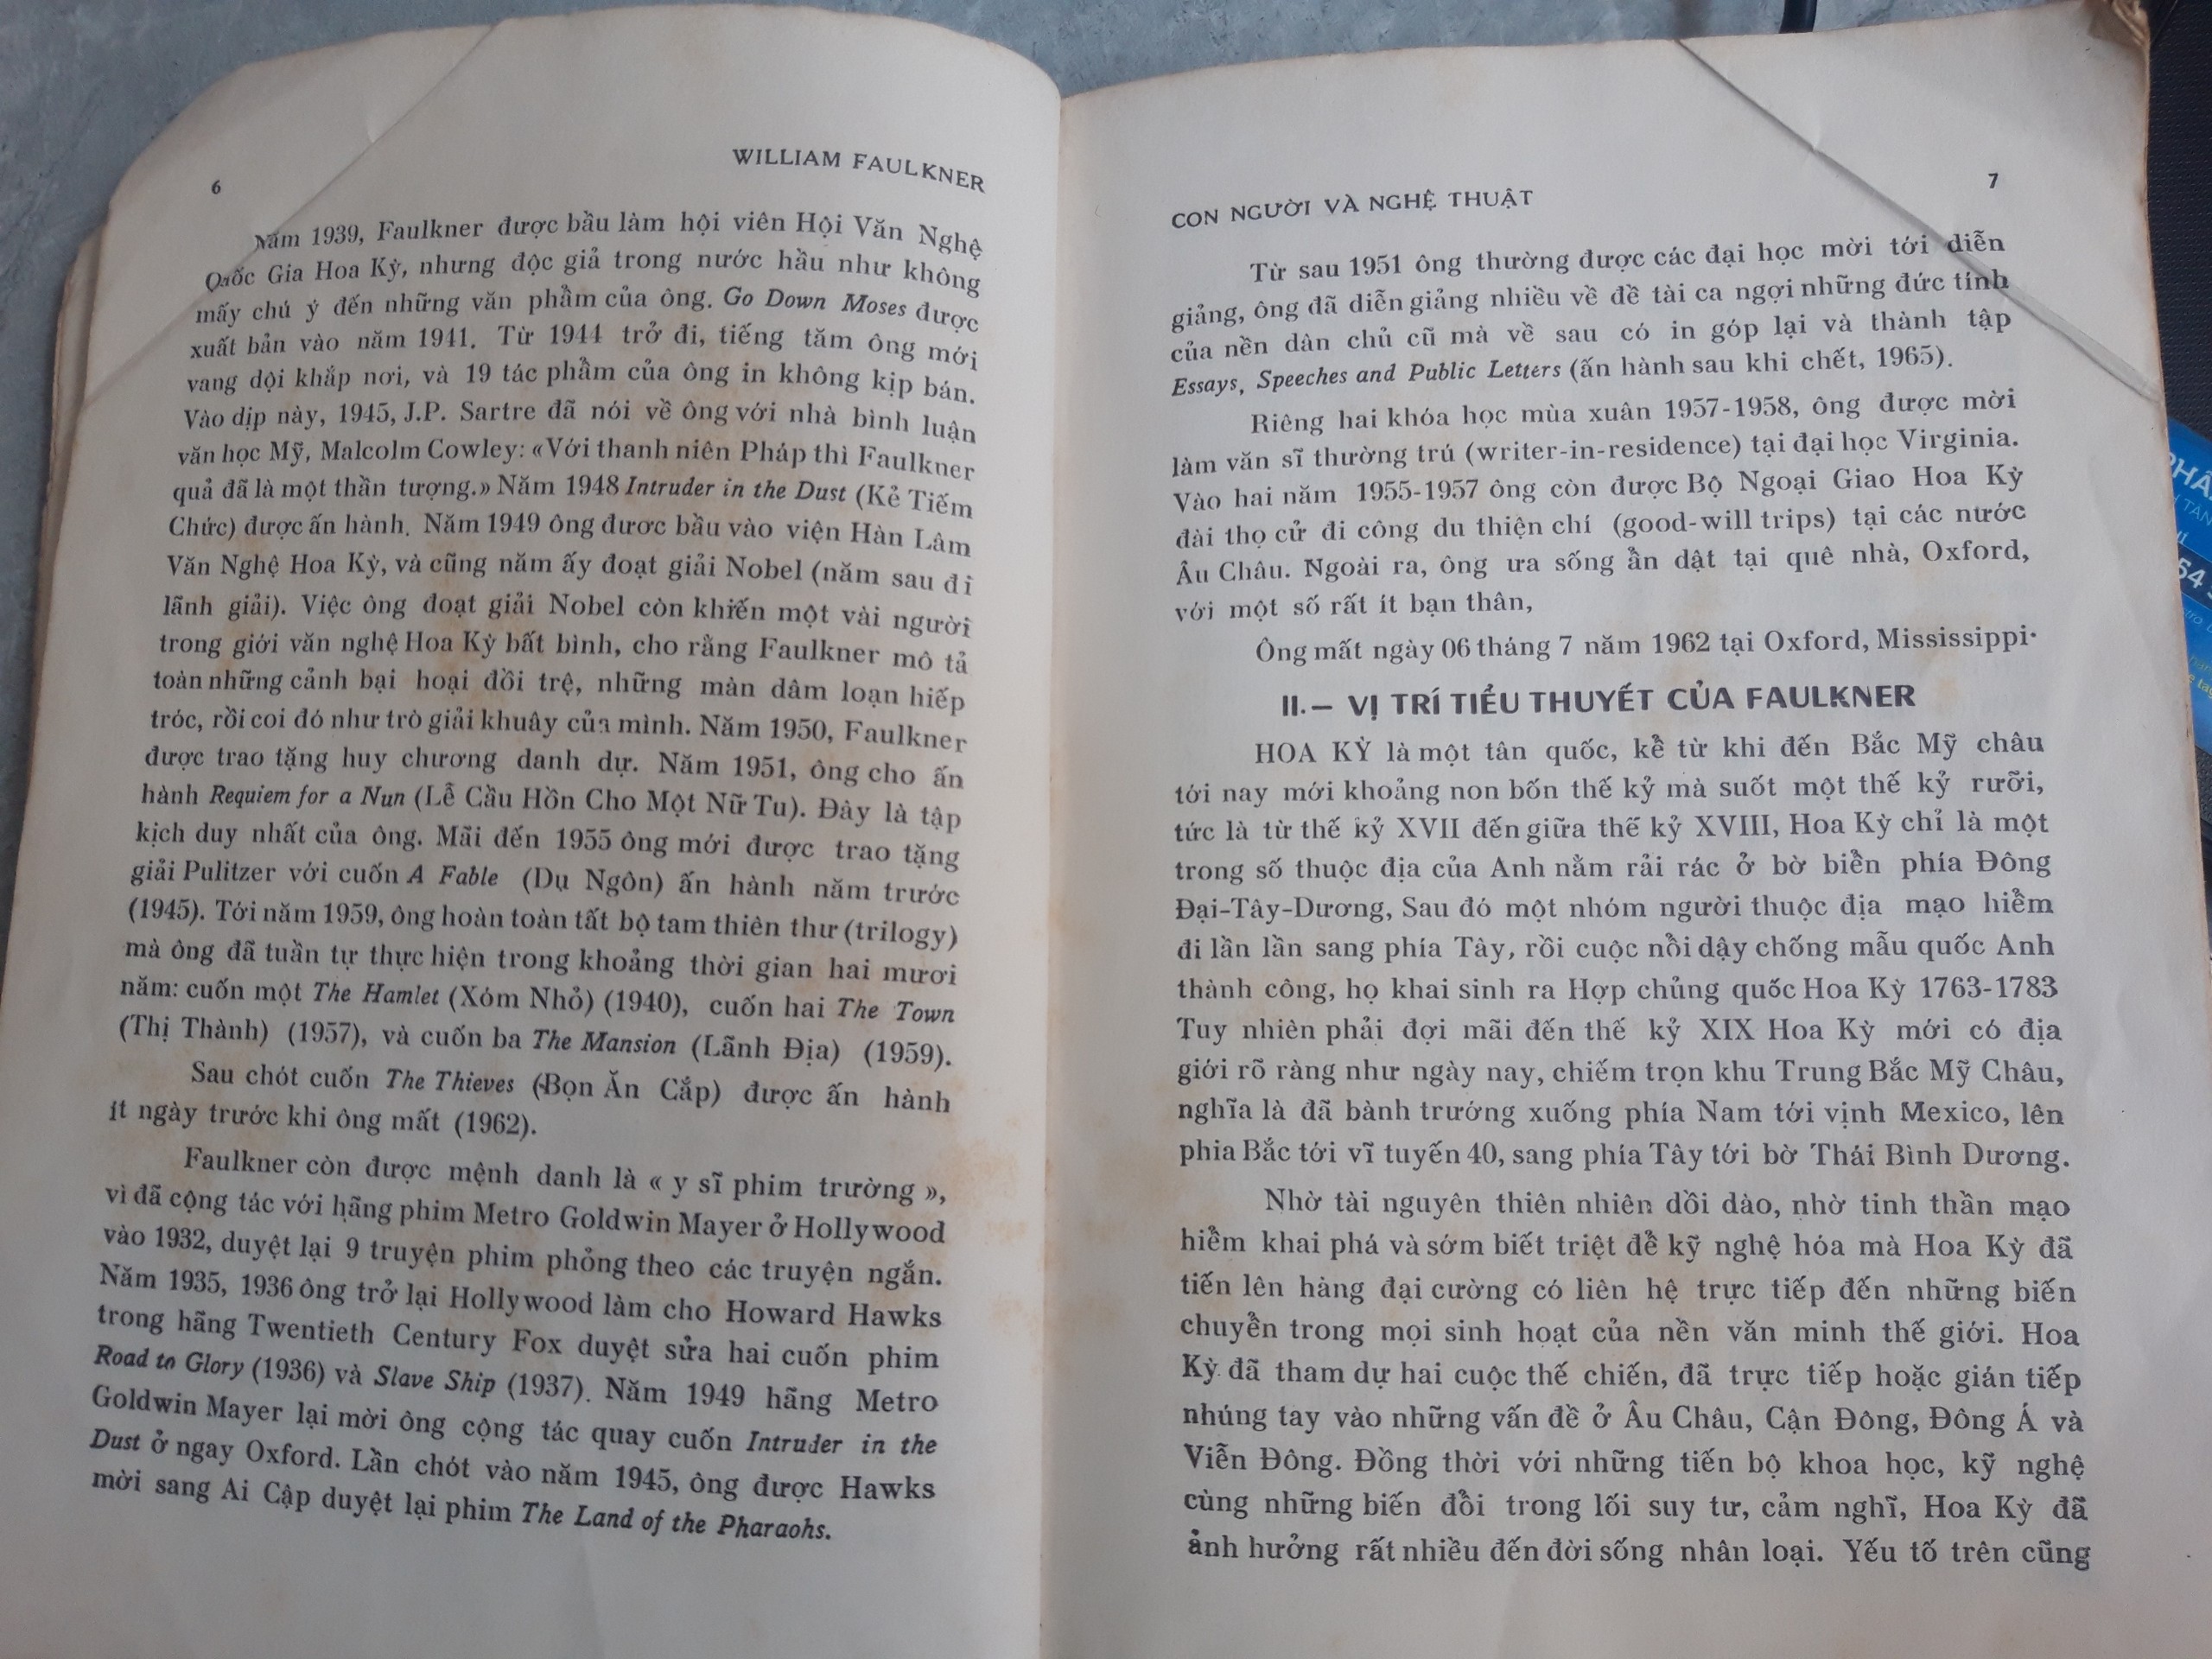 6
WILLIAM FAULKNER
Năm 1939, Faulkner được bầu làm hội viên Hội Văn Nghệ
Quốc Gia Hoa Kỳ, nhưng độc giả trong nước hầu như không
mấy chú ý đến những văn phẩm của ông. Go Down Moses được
xuất bản vào năm 1941. Từ 1944 trở đi, tiếng tăm ông mới
vang dội khắp nơi, và 19 tác phẩm của ông in không kịp bán.
Vào dịp này, 1945, J.P. Sartre đã nói về ông với nhà bình luận
văn học Mỹ, Malcolm Cowley: «Với thanh niên Pháp thì Faulkner
quả đã là một thần tượng.» Năm 1948 Intruder in the Dust (Kẻ Tiếm
Chức) được ấn hành. Năm 1949 ông đươc bầu vào viện Hàn Lâm
Văn Nghệ Hoa Kỳ, và cũng năm ấy đoạt giải Nobel (năm sau đi
lãnh giải). Việc ông đoạt giải Nobel còn khiến một vài người
trong giới văn nghệ Hoa Kỳ bất bình, cho rằng Faulkner mô tả
toàn những cảnh bại hoại đồi trệ, những màn dâm loạn hiếp
tróc, rồi coi đó như trò giải khuây của mình. Năm 1950, Faulkner
được trao tặng huy chương danh dự. Năm 1951, ông cho ấn
hành Requiem for a Nun (Lễ Cầu Hồn Cho Một Nữ Tu). Đây là tập
kịch duy nhất của ông. Mãi đến 1955 ông mới được trao tặng
giải Pulitzer với cuốn A Fable (Dụ Ngôn) ấn hành năm trước
(1945). Tới năm 1959, ông hoàn toàn tất bộ tam thiên thư (trilogy)
mà ông đã tuần tự thực hiện trong khoảng thời gian hai mươi
năm: cuốn một The Hamlet (Xóm Nhỏ) (1940), cuốn hai The Town
(Thị Thành) (1957), và cuốn ba The Mansion (Lãnh Địa) (1959).
Sau chót cuốn The Thieves (Bọn Ăn Cắp) được ấn hành
ít ngày trước khi ông mất (1962).
Faulkner còn được mệnh danh là « y sĩ phim trường »,
vì đã cộng tác với hãng phim Metro Goldwin Mayer ở Hollywood
vào 1932, duyệt lại 9 truyện phim phỏng theo các truyện ngắn.
Năm 1935, 1936 ông trở lại Hollywood làm cho Howard Hawks
trong hãng Twentieth Century Fox duyệt sửa hai cuốn phim
Road to Glory (1936) và Slave Ship (1937). Năm 1949 hãng Metro
Goldwin Mayer lại mời ông cộng tác quay cuốn Intruder in the
Dust ở ngay Oxford. Lần chót vào năm 1945, ông được Hawks
mời sang Ai Cập duyệt lại phim The Land of the Pharaohs.
CON NGƯỜI VÀ NGHỆ THUẬT
7
Từ sau 1951 ông thường được các đại học mời tới diễn
giảng, ông đã diễn giảng nhiều về đề tài ca ngợi những đức tính
của nền dân chủ cũ mà về sau có in góp lại và thành tập
Essays, Speeches and Public Letters (ấn hành sau khi chết, 1965).
Riêng hai khóa học mùa xuân 1957-1958, ông được mời
làm văn sĩ thường trú (writer-in-residence) tại đại học Virginia.
Vào hai năm 1955-1957 ông còn được Bộ Ngoại Giao Hoa Kỳ
đài thọ cử đi công du thiện chí (good-will trips) tại các nước
Âu Châu. Ngoài ra, ông ưa sống ẩn dật tại quê nhà, Oxford,
với một số rất ít bạn thân,
Ông mất ngày 06 tháng 7 năm 1962 tại Oxford, Mississippi.
II.— VỊ TRÍ TIỂU THUYẾT CỦA FAULKNER
HOA KỲ là một tân quốc, kể từ khi đến Bắc Mỹ châu
tới nay mới khoảng non bốn thế kỷ mà suốt một thế kỷ rưỡi,
tức là từ thế kỷ XVII đến giữa thế kỷ XVIII, Hoa Kỳ chỉ là một
trong số thuộc địa của Anh nằm rải rác ở bờ biển phía Đông
Đại-Tây-Dương, Sau đó một nhóm người thuộc địa mạo hiểm
đi lần lần sang phía Tây, rồi cuộc nổi dậy chống mẫu quốc Anh
thành công, họ khai sinh ra Hợp chủng quốc Hoa Kỳ 1763-1783
Tuy nhiên phải đợi mãi đến thế kỷ XIX Hoa Kỳ mới có địa
giới rõ ràng như ngày nay, chiếm trọn khu Trung Bắc Mỹ Châu,
nghĩa là đã bành trướng xuống phía Nam tới vịnh Mexico, lên
phia Bắc tới vĩ tuyến 40, sang phía Tây tới bờ Thái Bình Dương.
Nhờ tài nguyên thiên nhiên dồi dào, nhờ tinh thần mạo
hiểm khai phá và sớm biết triệt để kỹ nghệ hóa mà Hoa Kỳ đã
tiến lên hàng đại cường có liên hệ trực tiếp đến những biến
chuyển trong mọi sinh hoạt của nền văn minh thế giới. Hoa
Kỳ đã tham dự hai cuộc thế chiến, đã trực tiếp hoặc gián tiếp
nhúng tay vào những vấn đề ở Âu Châu, Cận Đông, Đông Á và
Viễn Đông. Đồng thời với những tiến bộ khoa học, kỹ nghệ
cùng những biến đổi trong lối suy tư, cảm nghĩ, Hoa Kỳ đã
ảnh hưởng rất nhiều đến đời sống nhân loại. Yếu tố trên cũng